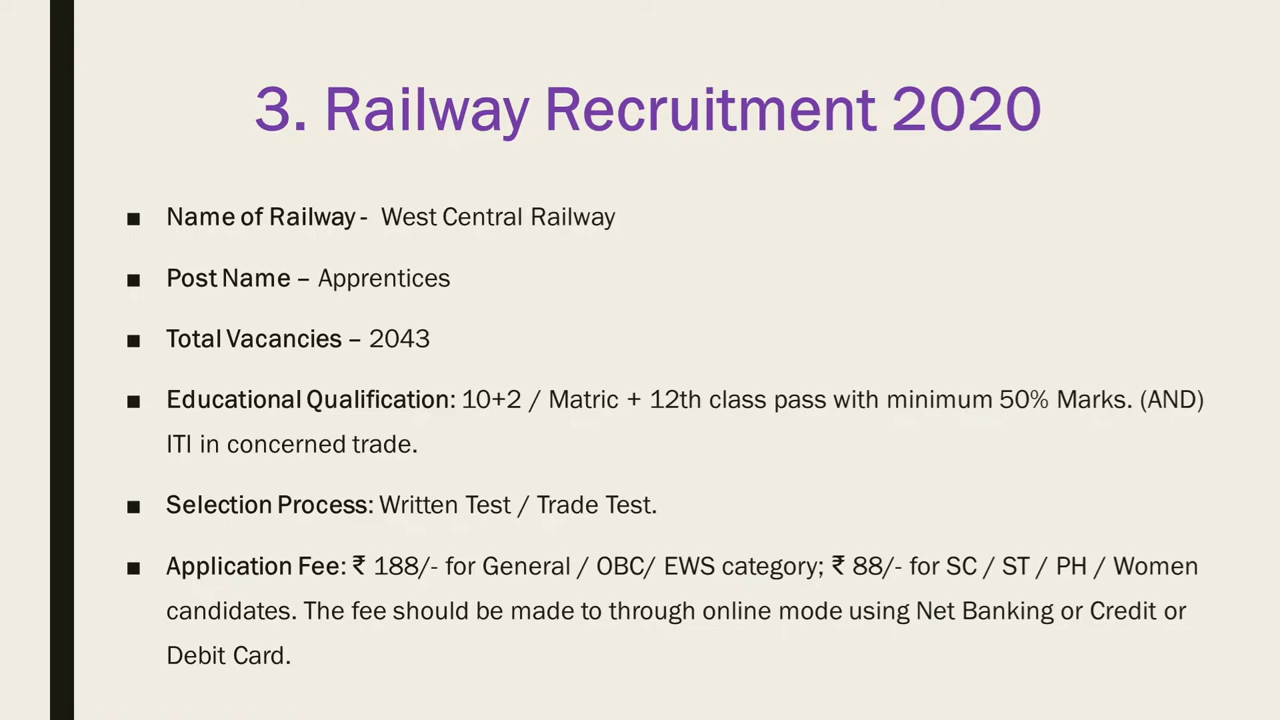 3. Railway Recruitment 2020
■ Name of Railway - West Central Railway
■ Post Name – Apprentices
■ Total Vacancies – 2043
■ Educational Qualification: 10+2 / Matric + 12th class pass with minimum 50% Marks. (AND)
ITI in concerned trade.
■ Selection Process: Written Test / Trade Test.
■ Application Fee: ₹ 188/- for General / OBC/ EWS category; ₹ 88/- for SC / ST / PH / Women
candidates. The fee should be made to through online mode using Net Banking or Credit or
Debit Card.